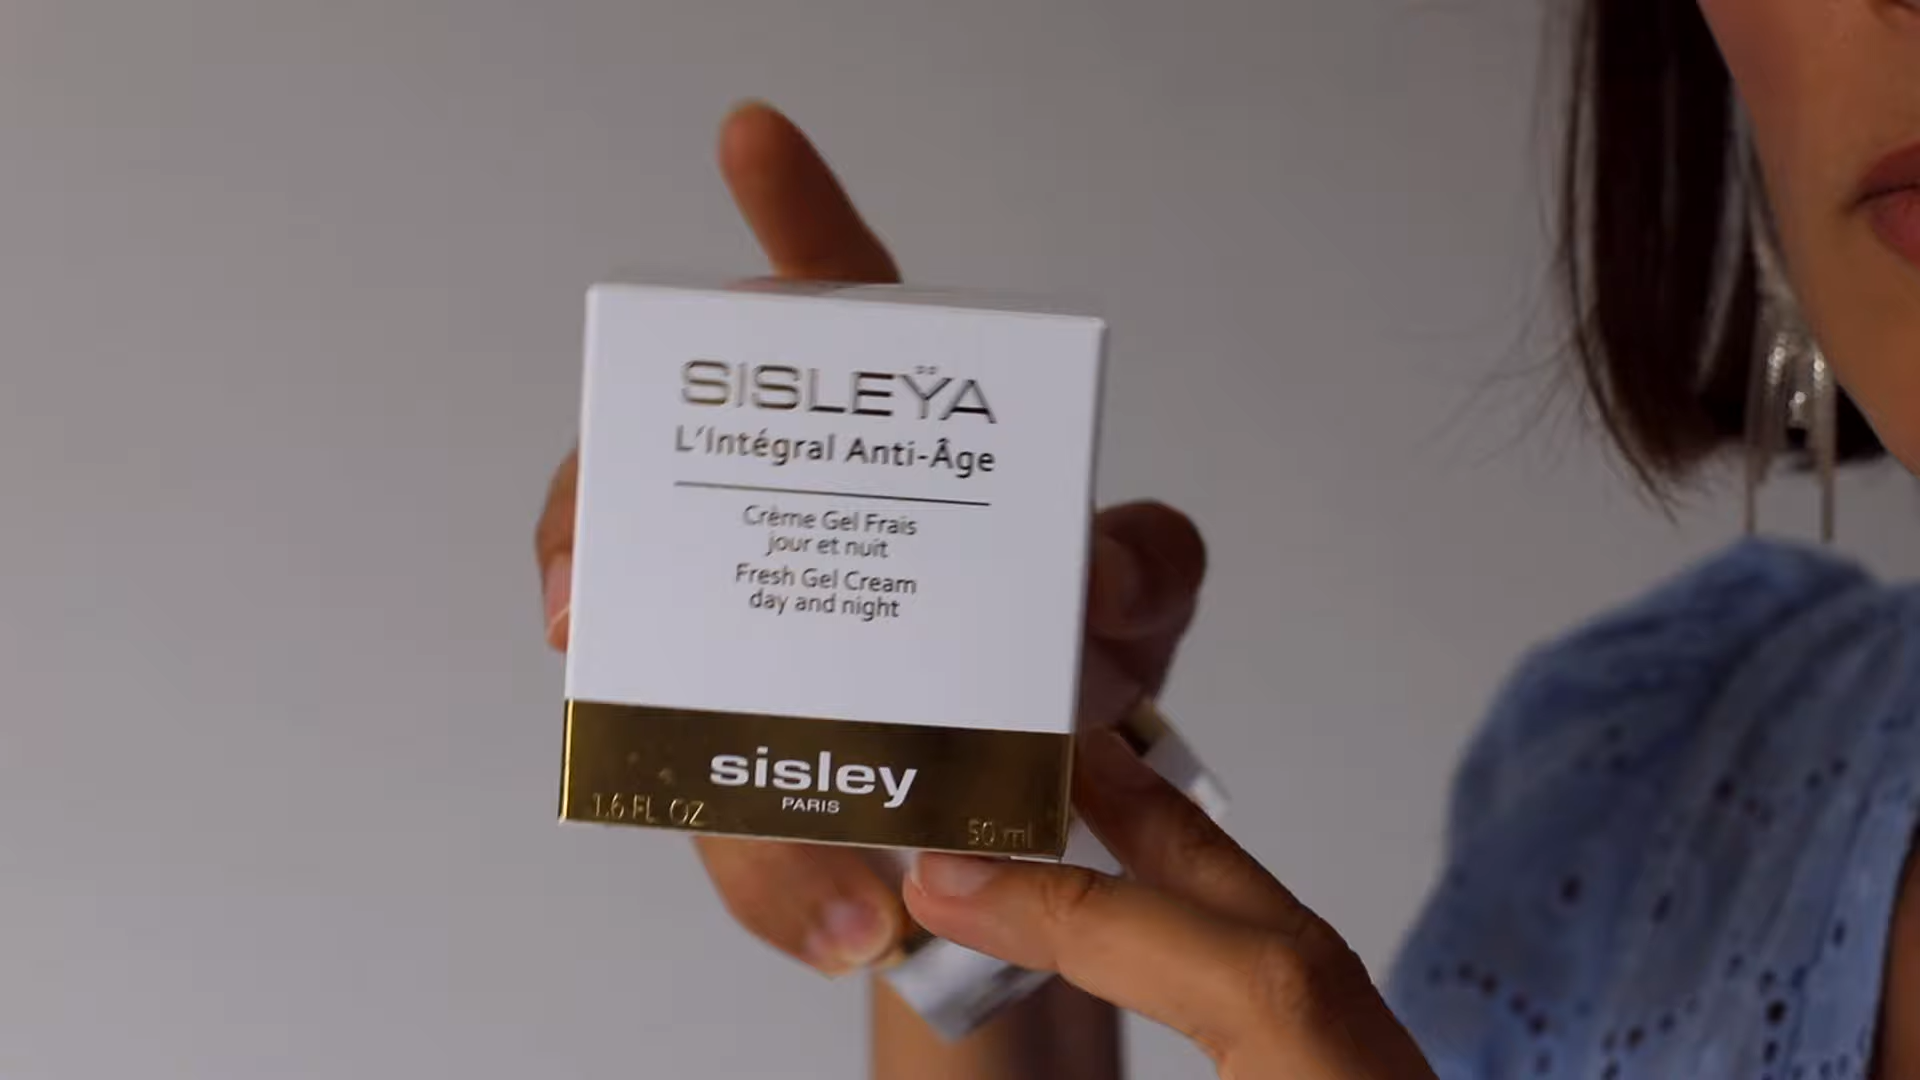 SISLEŸA
L'Intégral Anti-Âge
Crème Gel Frais
jour et nuit
Fresh Gel Cream
day and night
sisley
PARIS
1.6 FL OZ
50 ml